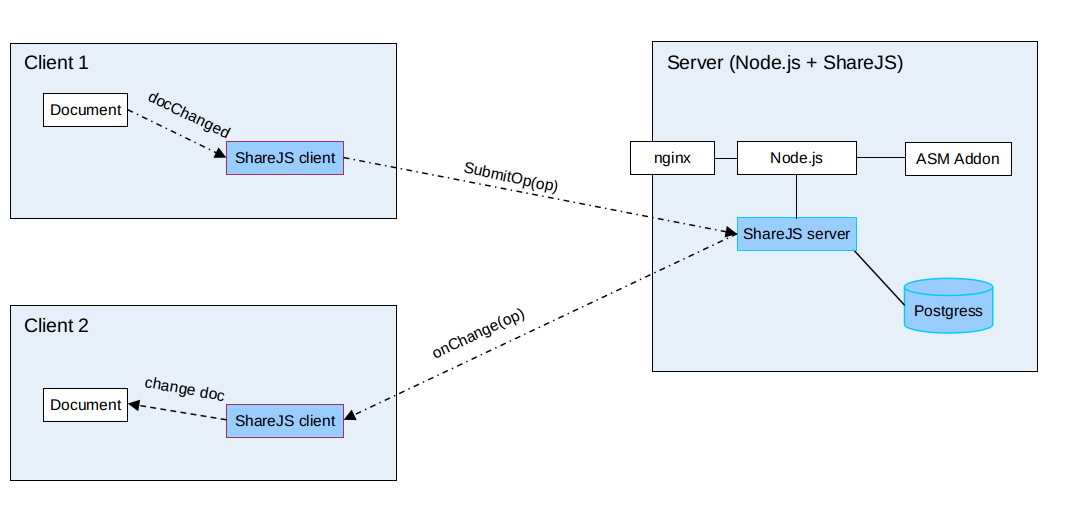 Client 1
Document
docChanged
ShareJS client
SubmitOp(op)
Server (Node.js + ShareJS)
nginx
Node.js
ASM Addon
ShareJS server
Postgress
onChange(op)
Client 2
Document
change doc
ShareJS client